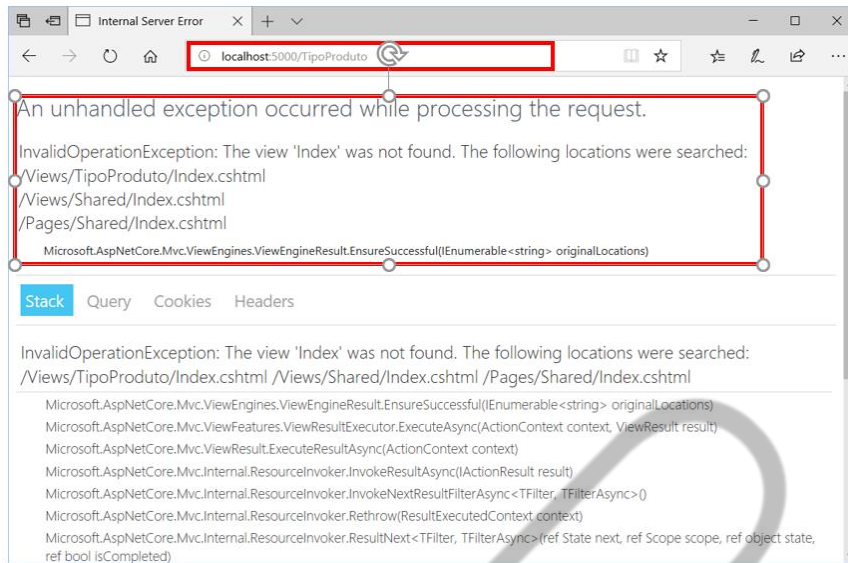 Internal Server Error
localhost:5000/TipoProduto
An unhandled exception occurred while processing the request.
InvalidOperationException: The view 'Index' was not found. The following locations were searched:
/Views/TipoProduto/Index.cshtml
/Views/Shared/Index.cshtml
/Pages/Shared/Index.cshtml
Microsoft.AspNetCore.Mvc.ViewEngines.ViewEngineResult.EnsureSuccessful(IEnumerable<string> originalLocations)
Stack Query Cookies Headers
InvalidOperationException: The view 'Index' was not found. The following locations were searched:
/Views/TipoProduto/Index.cshtml /Views/Shared/Index.cshtml /Pages/Shared/Index.cshtml
Microsoft.AspNetCore.Mvc.ViewEngines.ViewEngineResult.EnsureSuccessful(IEnumerable<string> originalLocations)
Microsoft.AspNetCore.Mvc.ViewFeatures.ViewResultExecutor.ExecuteAsync(ActionContext context, ViewResult result)
Microsoft.AspNetCore.Mvc.ViewResult.ExecuteResultAsync(ActionContext context)
Microsoft.AspNetCore.Mvc.Internal.ResourceInvoker.InvokeResultAsync(IActionResult result)
Microsoft.AspNetCore.Mvc.Internal.ResourceInvoker.InvokeNextResultFilterAsync<TFilter, TFilterAsync>()
Microsoft.AspNetCore.Mvc.Internal.ResourceInvoker.Rethrow(ResultExecutedContext context)
Microsoft.AspNetCore.Mvc.Internal.ResourceInvoker.ResultNext<TFilter, TFilterAsync>(ref State next, ref Scope scope, ref object state,
ref bool isCompleted)